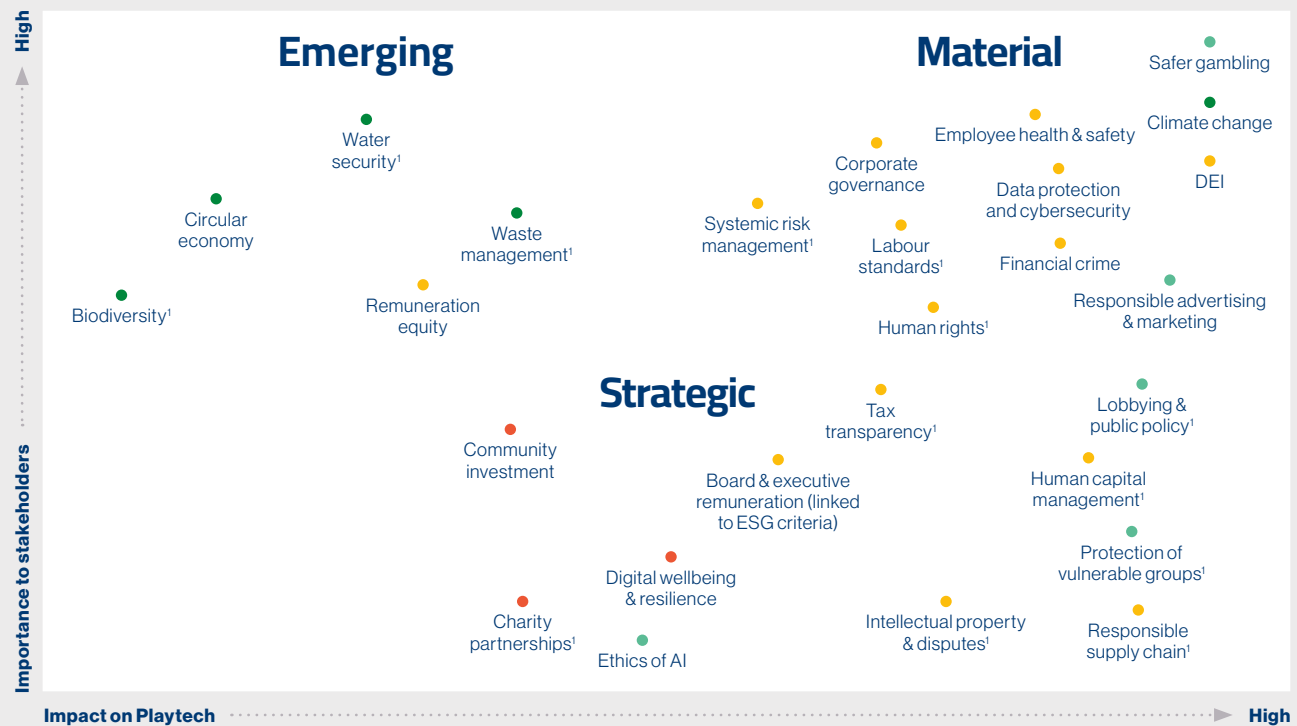 High
Importance to stakeholders
Emerging
Material
Safer gambling
Climate change
Employee health & safety
Water
security¹
Corporate
governance
DEI
Data protection
and cybersecurity
Circular
economy
Systemic risk
management¹
Waste
management¹
Labour
standards¹
Financial crime
Biodiversity¹
Remuneration
equity
Responsible advertising
& marketing
Human rights¹
Strategic
Tax
transparency¹
Lobbying &
public policy¹
Community
investment
Board & executive
remuneration (linked
to ESG criteria)
Human capital
management¹
Protection of
vulnerable groups¹
Digital wellbeing
& resilience
Charity
partnerships¹
Intellectual property
& disputes¹
Responsible
supply chain¹
Ethics of AI
Impact on Playtech
High